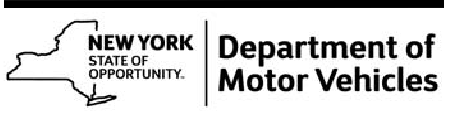 NEW YORK
STATE OF
OPPORTUNITY.
Department of
Motor Vehicles